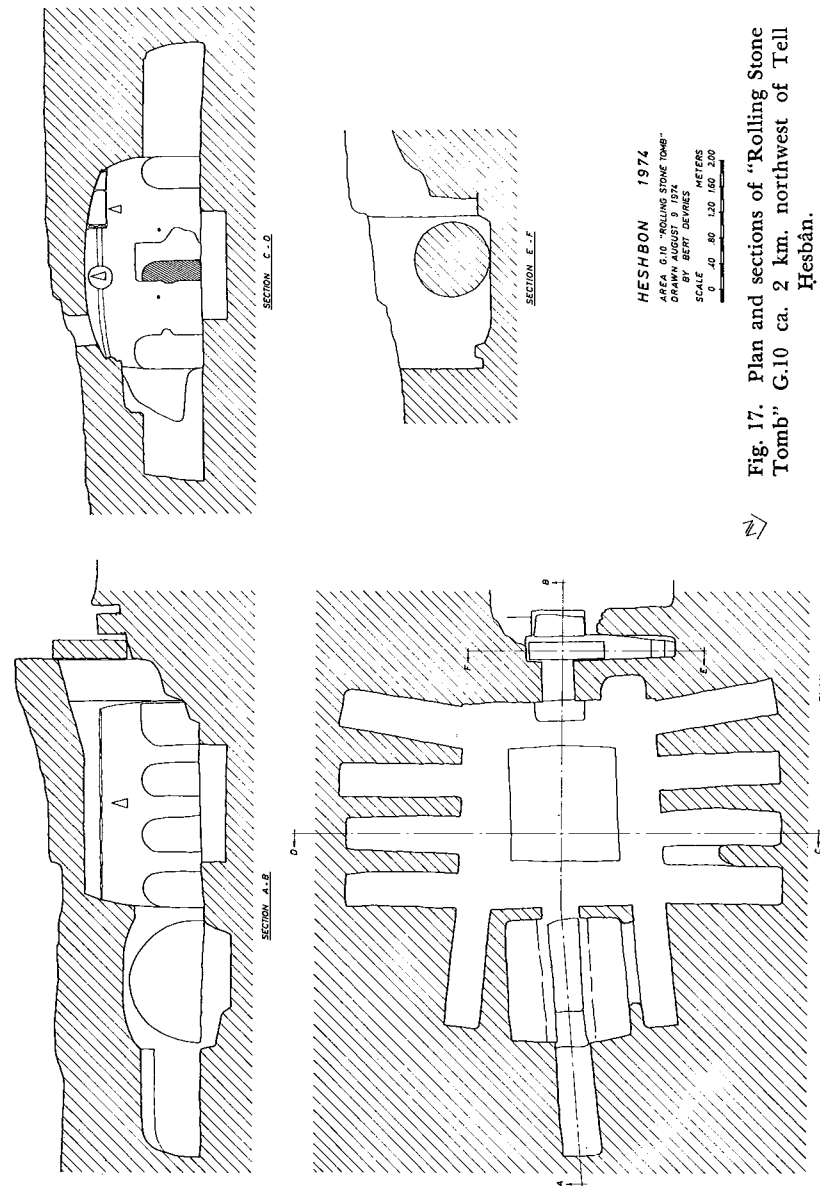 SECTION A-B
SECTION C-D
SECTION E-F
A
B
C
D
E
F
HESHBON 1974
AREA G.10 "ROLLING STONE TOMB"
DRAWN AUGUST 9 1974
BY BERT DEVRIES
SCALE METERS
0 .40 .80 1.20 1.60 2.00
N
Fig. 17. Plan and sections of “Rolling Stone
Tomb” G.10 ca. 2 km. northwest of Tell
Ḥesbân.